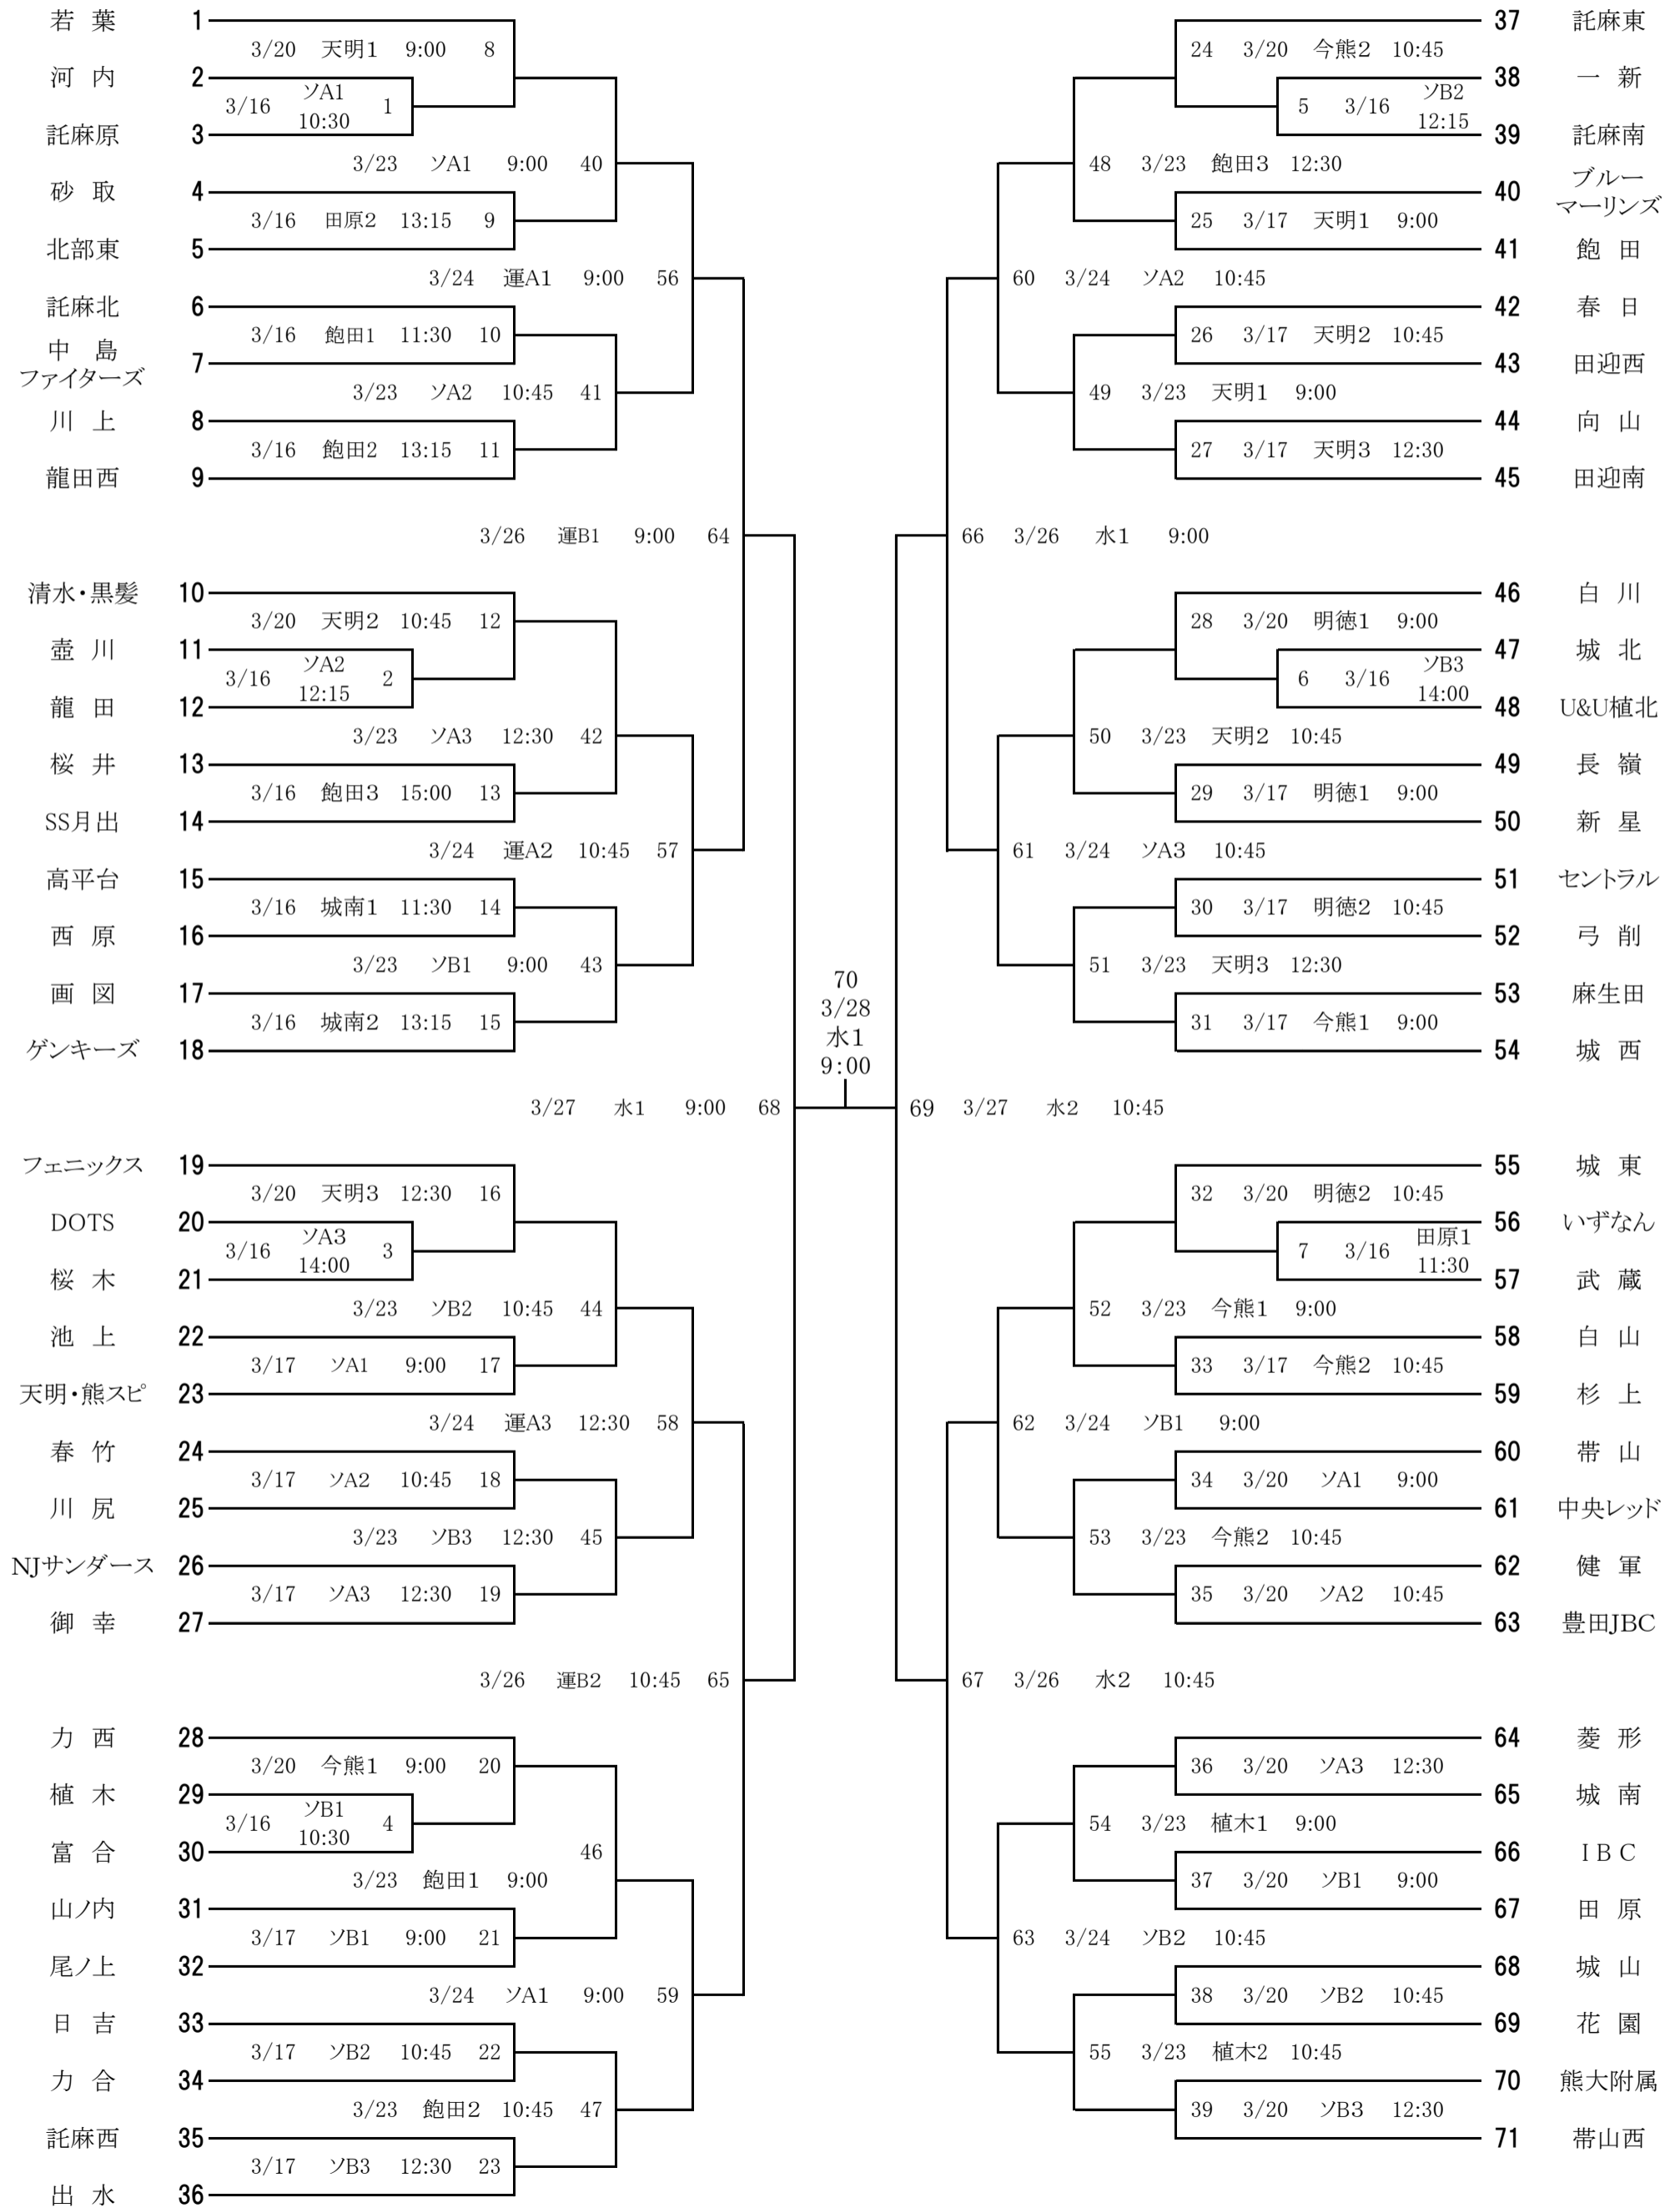 若 葉 1
3/20 天明1 9:00 8
河 内 2
3/16 ソA1 10:30 1
託麻原 3
3/23 ソA1 9:00 40
砂 取 4
3/16 田原2 13:15 9
北部東 5
3/24 運A1 9:00 56
託麻北 6
3/16 飽田1 11:30 10
中 島
ファイターズ 7
3/23 ソA2 10:45 41
川 上 8
3/16 飽田2 13:15 11
龍田西 9
3/26 運B1 9:00 64
清水・黒髪 10
3/20 天明2 10:45 12
壺 川 11
3/16 ソA2 12:15 2
龍 田 12
3/23 ソA3 12:30 42
桜 井 13
3/16 飽田3 15:00 13
SS月出 14
3/24 運A2 10:45 57
高平台 15
3/16 城南1 11:30 14
西 原 16
3/23 ソB1 9:00 43
画 図 17
3/16 城南2 13:15 15
ゲンキーズ 18
3/27 水1 9:00 68
フェニックス 19
3/20 天明3 12:30 16
DOTS 20
3/16 ソA3 14:00 3
桜 木 21
3/23 ソB2 10:45 44
池 上 22
3/17 ソA1 9:00 17
天明・熊スピ 23
3/24 運A3 12:30 58
春 竹 24
3/17 ソA2 10:45 18
川 尻 25
3/23 ソB3 12:30 45
NJサンダース 26
3/17 ソA3 12:30 19
御 幸 27
3/26 運B2 10:45 65
力 西 28
3/20 今熊1 9:00 20
植 木 29
3/16 ソB1 10:30 4
富 合 30
46
3/23 飽田1 9:00
山ノ内 31
3/17 ソB1 9:00 21
尾ノ上 32
3/24 ソA1 9:00 59
日 吉 33
3/17 ソB2 10:45 22
力 合 34
3/23 飽田2 10:45 47
託麻西 35
3/17 ソB3 12:30 23
出 水 36
70
3/28
水1
9:00
37 託麻東
24 3/20 今熊2 10:45
38 一 新
5 3/16 ソB2 12:15
39 託麻南
48 3/23 飽田3 12:30
40 ブルー
マーリンズ
25 3/17 天明1 9:00
41 飽 田
60 3/24 ソA2 10:45
42 春 日
26 3/17 天明2 10:45
43 田迎西
49 3/23 天明1 9:00
44 向 山
27 3/17 天明3 12:30
45 田迎南
66 3/26 水1 9:00
46 白 川
28 3/20 明徳1 9:00
47 城 北
6 3/16 ソB3 14:00
48 U&U植北
50 3/23 天明2 10:45
49 長 嶺
29 3/17 明徳1 9:00
50 新 星
61 3/24 ソA3 10:45
51 セントラル
30 3/17 明徳2 10:45
52 弓 削
51 3/23 天明3 12:30
53 麻生田
31 3/17 今熊1 9:00
54 城 西
69 3/27 水2 10:45
55 城 東
32 3/20 明徳2 10:45
56 いずなん
7 3/16 田原1 11:30
57 武 蔵
52 3/23 今熊1 9:00
58 白 山
33 3/17 今熊2 10:45
59 杉 上
62 3/24 ソB1 9:00
60 帯 山
34 3/20 ソA1 9:00
61 中央レッド
53 3/23 今熊2 10:45
62 健 軍
35 3/20 ソA2 10:45
63 豊田JBC
67 3/26 水2 10:45
64 菱 形
36 3/20 ソA3 12:30
65 城 南
54 3/23 植木1 9:00
66 I B C
37 3/20 ソB1 9:00
67 田 原
63 3/24 ソB2 10:45
68 城 山
38 3/20 ソB2 10:45
69 花 園
55 3/23 植木2 10:45
70 熊大附属
39 3/20 ソB3 12:30
71 帯山西